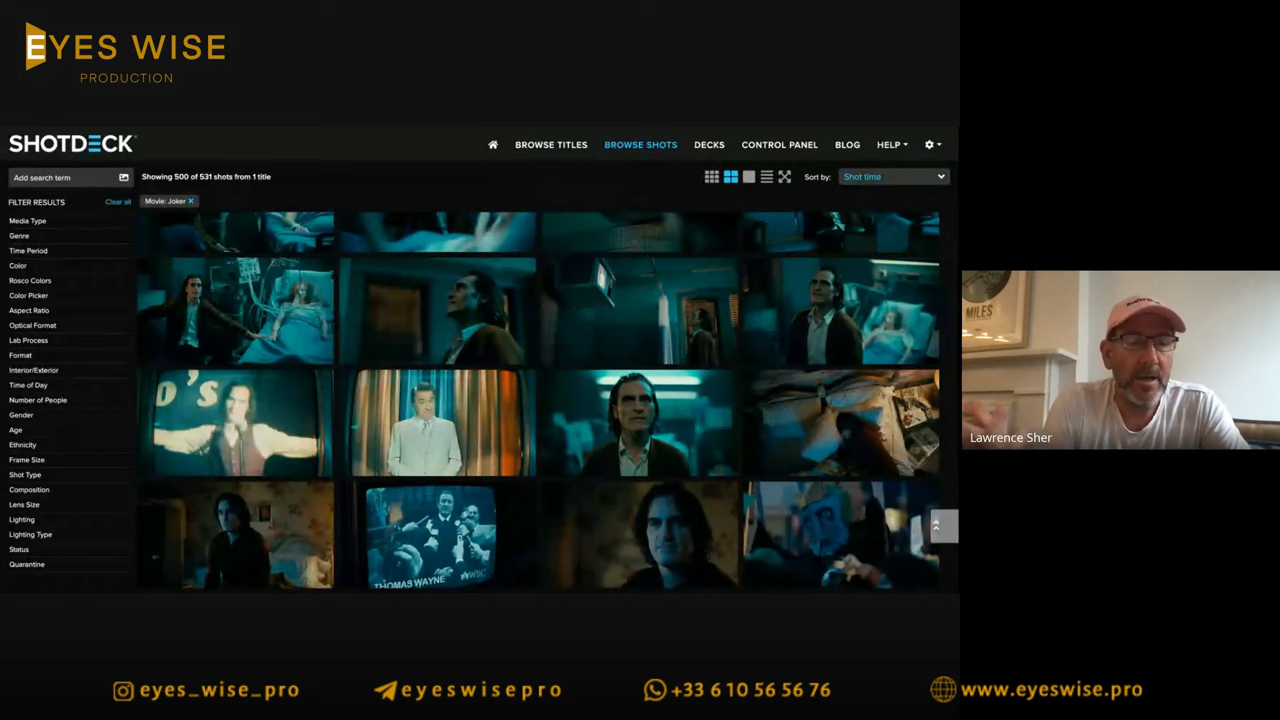 EYES WISE
PRODUCTION
SHOTDECK
BROWSE TITLES
BROWSE SHOTS
DECKS
CONTROL PANEL
BLOG
HELP
Add search term
Showing 500 of 531 shots from 1 title
Sort by:
Shot time
FILTER RESULTS
Clear all
Movie: Joker ×
Media Type
Genre
Time Period
Color
Rosco Colors
Color Picker
Aspect Ratio
Optical Format
Lab Process
Format
Interior/Exterior
Time of Day
Number of People
Gender
Age
Ethnicity
Frame Size
Shot Type
Composition
Lens Size
Lighting
Lighting Type
Status
Quarantine
O'S
THOMAS WAYNE
MILES
Lawrence Sher
eyes_wise_pro
eyeswisepro
+33 6 10 56 56 76
www.eyeswise.pro